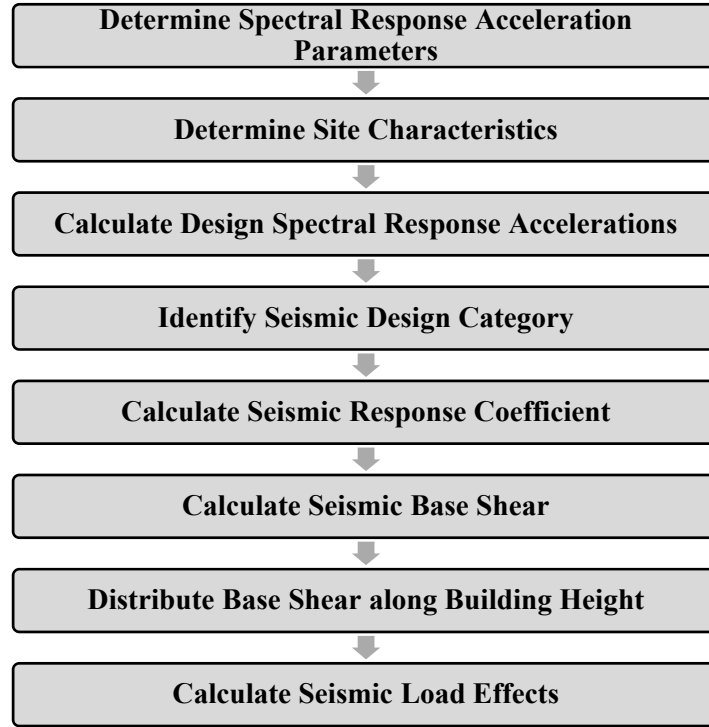 Determine Spectral Response Acceleration
Parameters
Determine Site Characteristics
Calculate Design Spectral Response Accelerations
Identify Seismic Design Category
Calculate Seismic Response Coefficient
Calculate Seismic Base Shear
Distribute Base Shear along Building Height
Calculate Seismic Load Effects